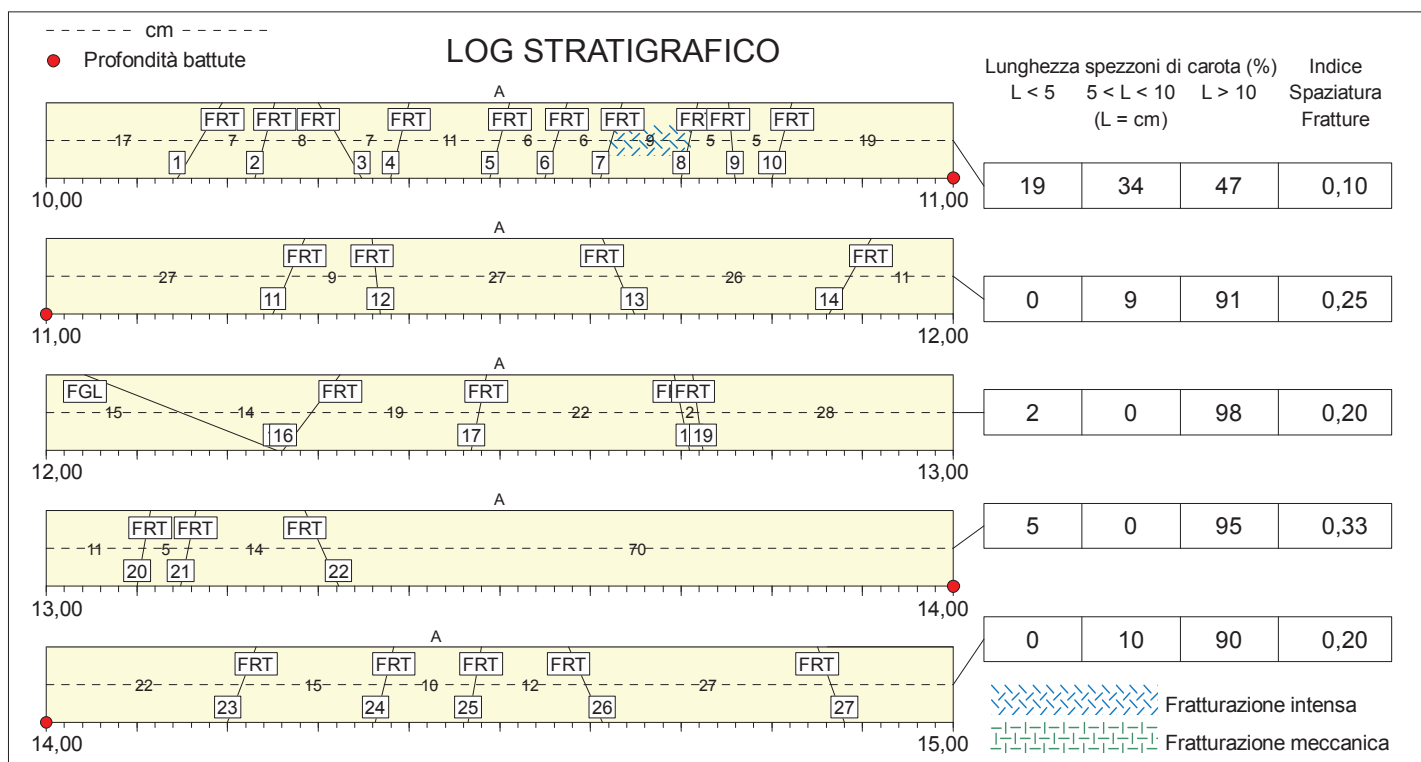 cm
Profondità battute
LOG STRATIGRAFICO
Lunghezza spezzoni di carota (%) Indice
L < 5 5 < L < 10 L > 10 Spaziatura
(L = cm) Fratture
A
FRT FRT FRT FRT FRT FRT FRT FRT FRT
17 7 8 7 11 6 6 9 5 5 19
1 2 3 4 5 6 7 8 9 10
10,00 11,00
19 34 47 0,10
A
FRT FRT FRT FRT
27 9 27 26 11
11 12 13 14
11,00 12,00
0 9 91 0,25
A
FGL FRT FRT FRT
15 14 19 22 2 28
16 17 19
12,00 13,00
2 0 98 0,20
A
FRT FRT FRT
11 5 14 70
20 21 22
13,00 14,00
5 0 95 0,33
A
FRT FRT FRT FRT FRT
22 15 10 12 27
23 24 25 26 27
14,00 15,00
0 10 90 0,20
Fratturazione intensa
Fratturazione meccanica